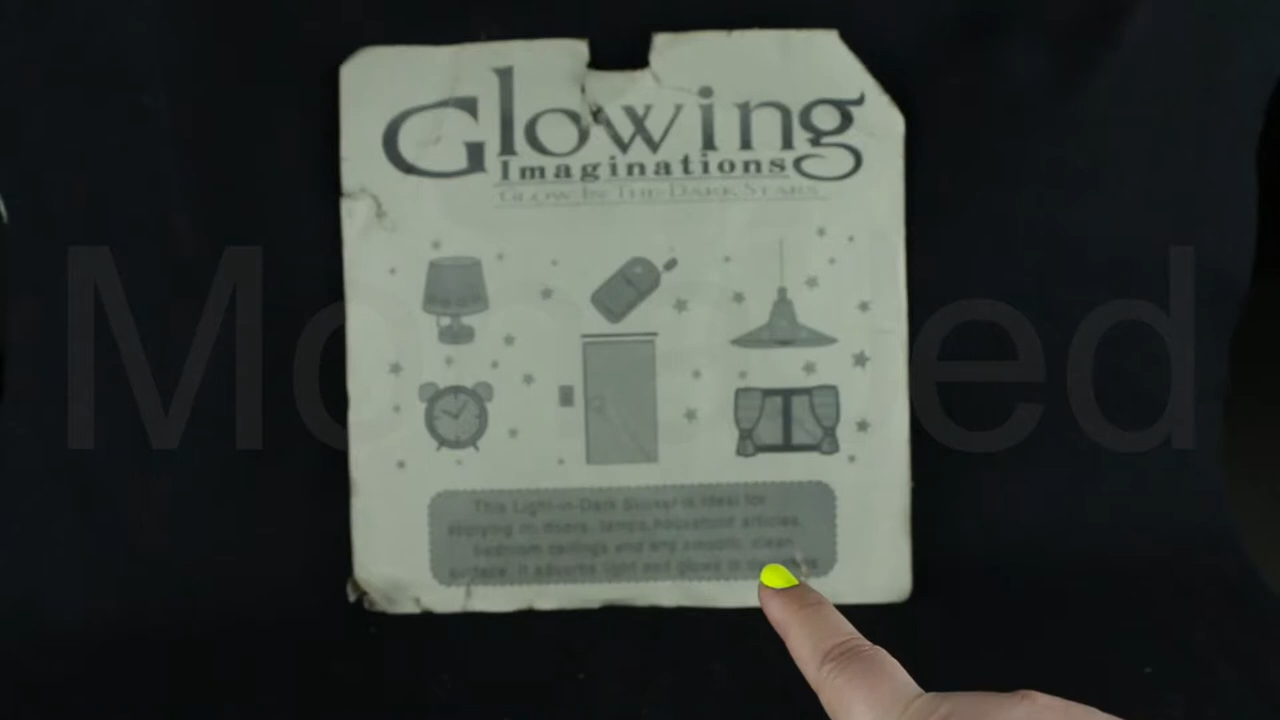 Glowing
Imaginations
Glow-In The-Dark Stars
This Light-in-Dark Sticker is ideal for
applying on doors, lamps, household articles,
bedroom ceilings and any smooth, clean
surface. It adsorbs light and glows in